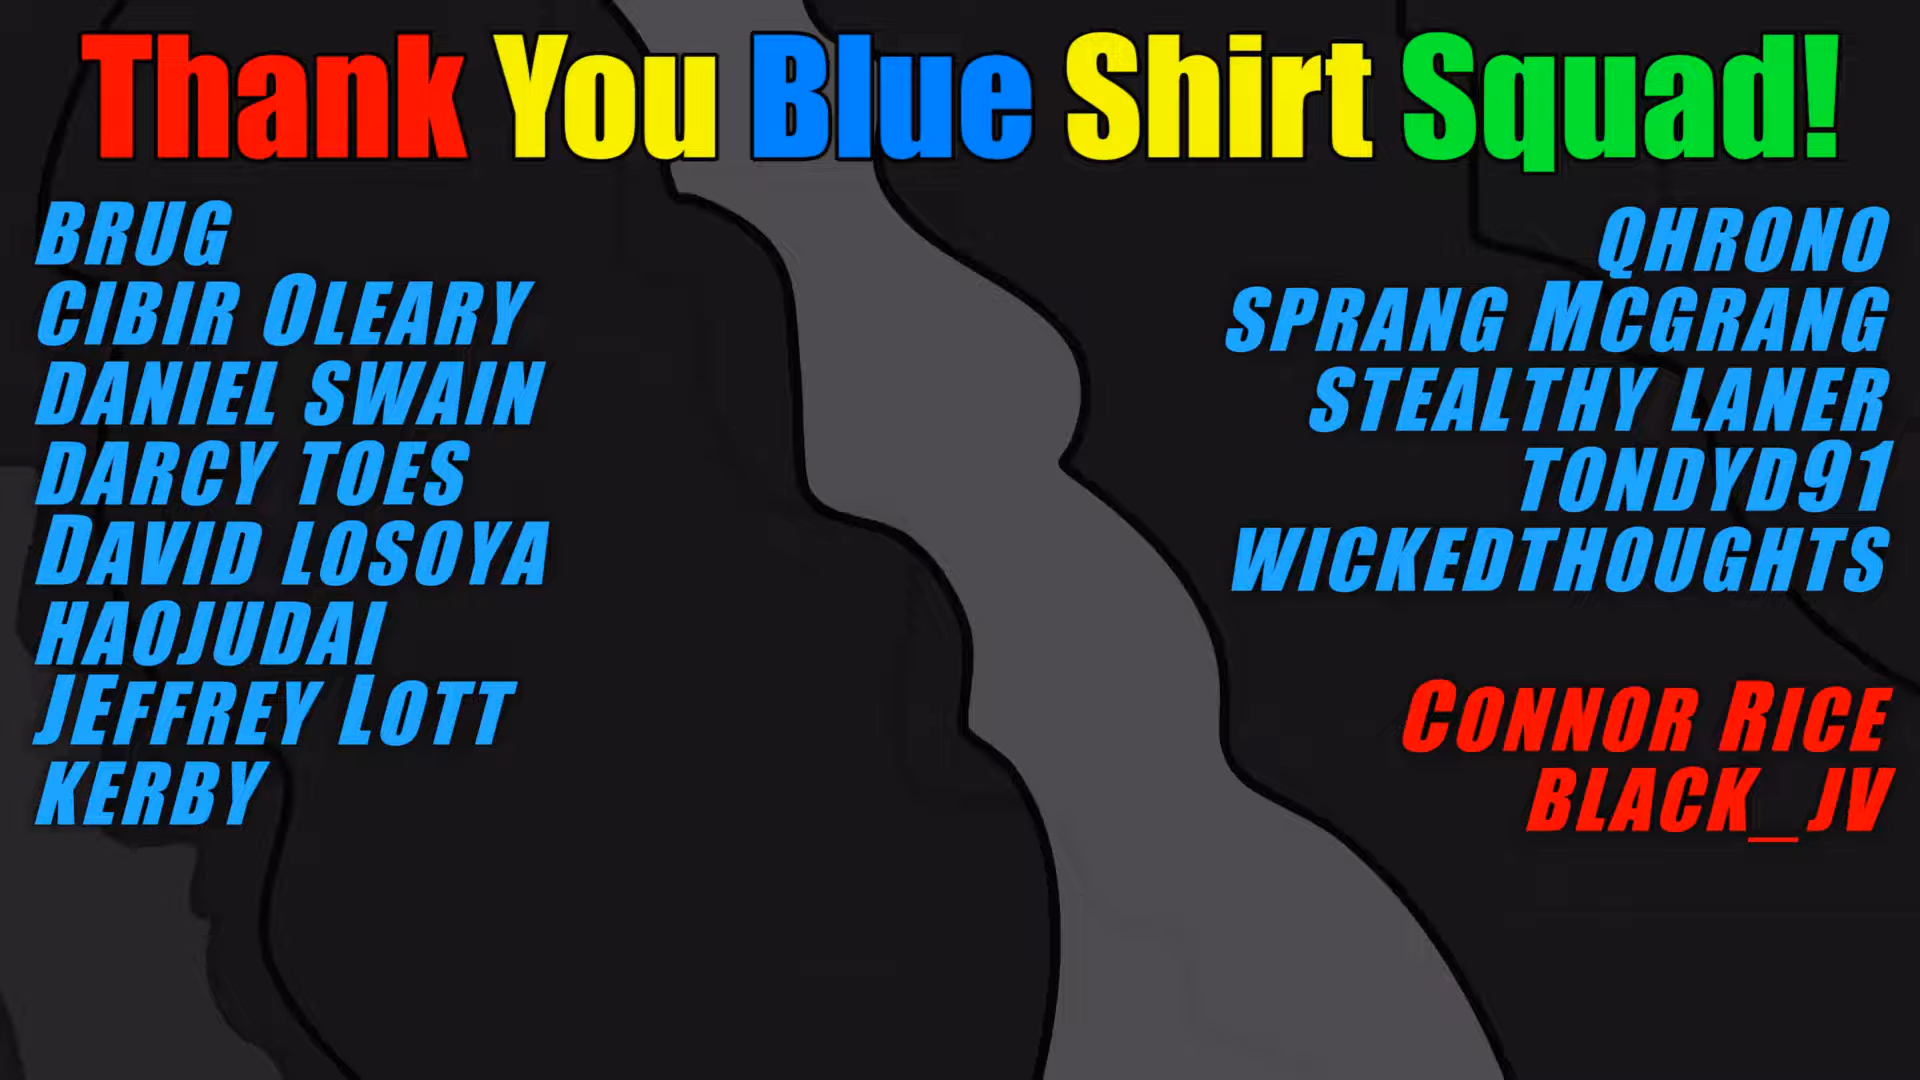 Thank You Blue Shirt Squad!
BRUG
CIBIR OLEARY
DANIEL SWAIN
DARCY TOES
DAVID LOSOYA
HAOJUDAI
JEFFREY LOTT
KERBY
QHRONO
SPRANG MCGRANG
STEALTHY LANER
TONDYD91
WICKEDTHOUGHTS
CONNOR RICE
BLACK_JV